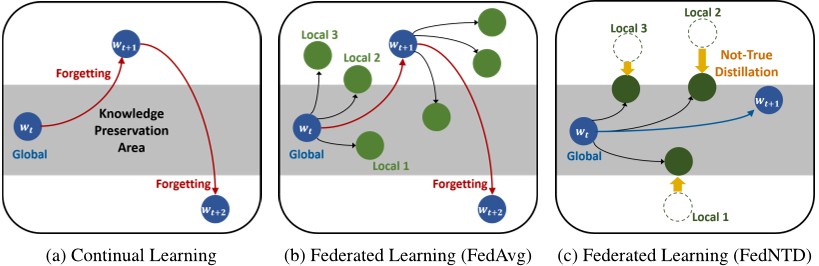 w_{t+1}
Forgetting
Knowledge
Preservation
Area
w_t
Global
Forgetting
w_{t+2}
(a) Continual Learning
Local 3
w_{t+1}
Local 2
w_t
Global
Local 1
Forgetting
w_{t+2}
(b) Federated Learning (FedAvg)
Local 2
Local 3
Not-True
Distillation
w_{t+1}
w_t
Global
Local 1
(c) Federated Learning (FedNTD)